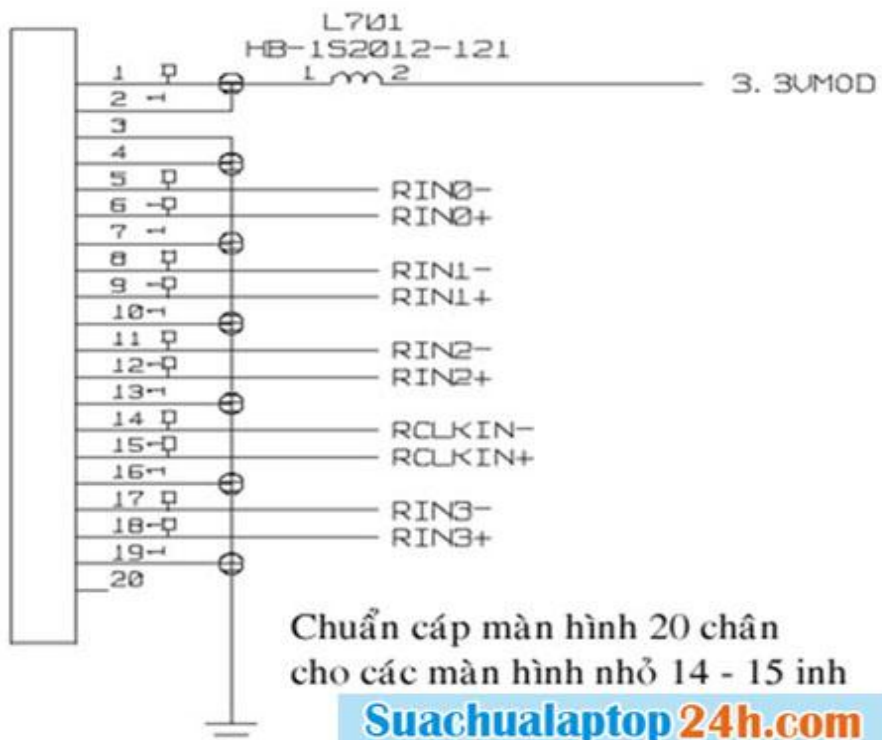 L701
HB-1S2012-121
1 2
3.3VMOD
1
2
3
4
5
RIN0-
6
RIN0+
7
8
RIN1-
9
RIN1+
10
11
RIN2-
12
RIN2+
13
14
RCLKIN-
15
RCLKIN+
16
17
RIN3-
18
RIN3+
19
20
Chuẩn cáp màn hình 20 chân
cho các màn hình nhỏ 14 - 15 inh
Suachualaptop24h.com